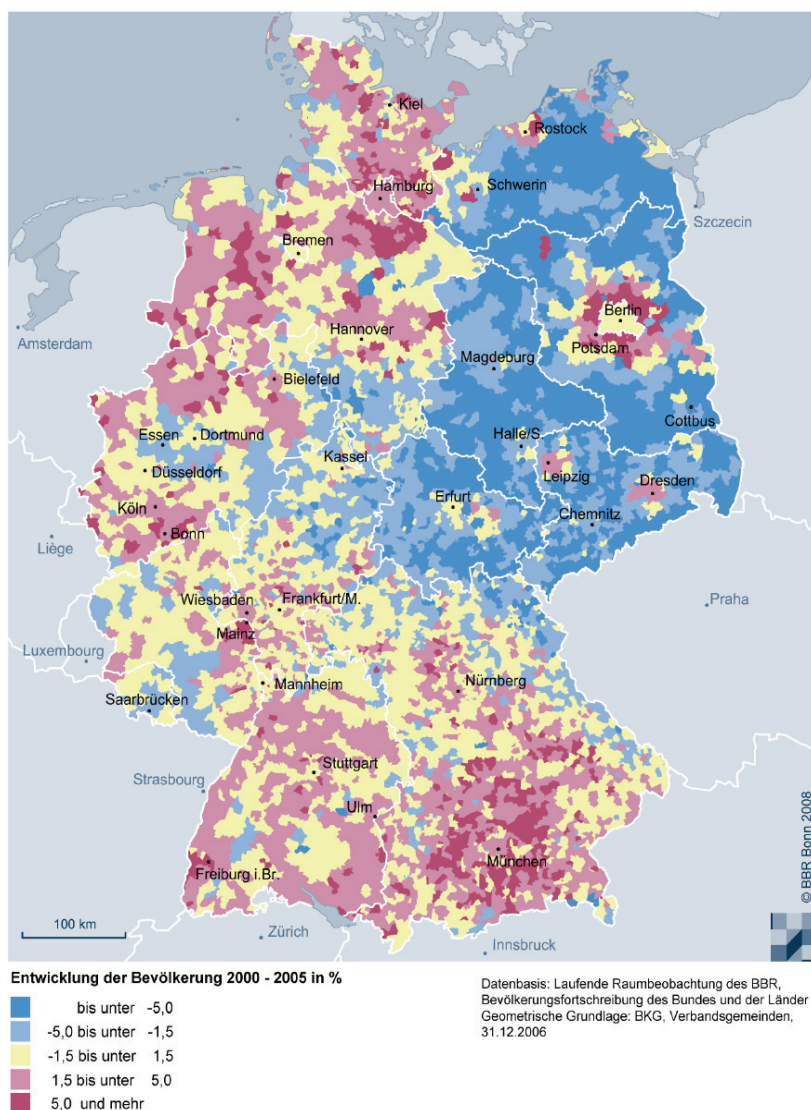 Kiel
Rostock
Hamburg
Schwerin
Szczecin
Bremen
Berlin
Amsterdam
Hannover
Potsdam
Magdeburg
Bielefeld
Cottbus
Essen
Dortmund
Halle/S.
Kassel
Leipzig
Düsseldorf
Dresden
Erfurt
Köln
Chemnitz
Bonn
Liège
Wiesbaden
Frankfurt/M.
Praha
Mainz
Luxembourg
Mannheim
Nürnberg
Saarbrücken
Stuttgart
Strasbourg
Ulm
München
Freiburg i.Br.
100 km
Zürich
Innsbruck
© BBR Bonn 2008
Entwicklung der Bevölkerung 2000 - 2005 in %
bis unter -5,0
-5,0 bis unter -1,5
-1,5 bis unter 1,5
1,5 bis unter 5,0
5,0 und mehr
Datenbasis: Laufende Raumbeobachtung des BBR,
Bevölkerungsfortschreibung des Bundes und der Länder
Geometrische Grundlage: BKG, Verbandsgemeinden,
31.12.2006